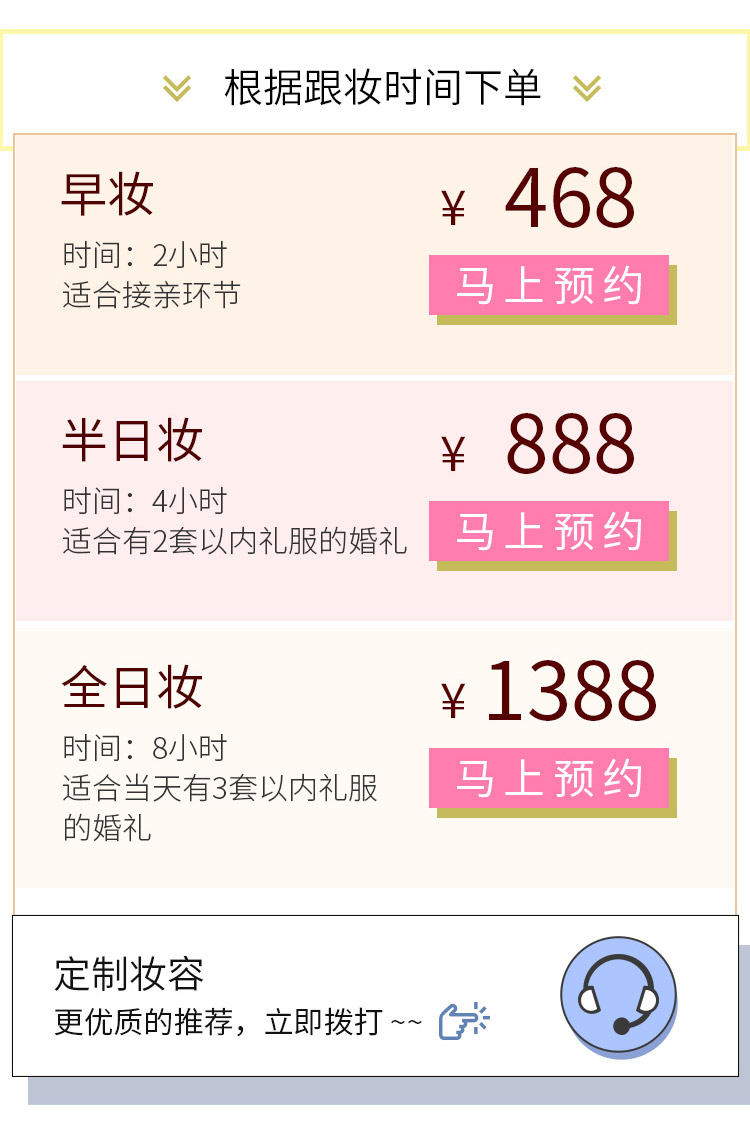 根据跟妆时间下单
早妆
¥ 468
时间：2小时
适合接亲环节
马上预约
半日妆
¥ 888
时间：4小时
适合有2套以内礼服的婚礼
马上预约
全日妆
¥ 1388
时间：8小时
适合当天有3套以内礼服
的婚礼
马上预约
定制妆容
更优质的推荐，立即拨打 ~~